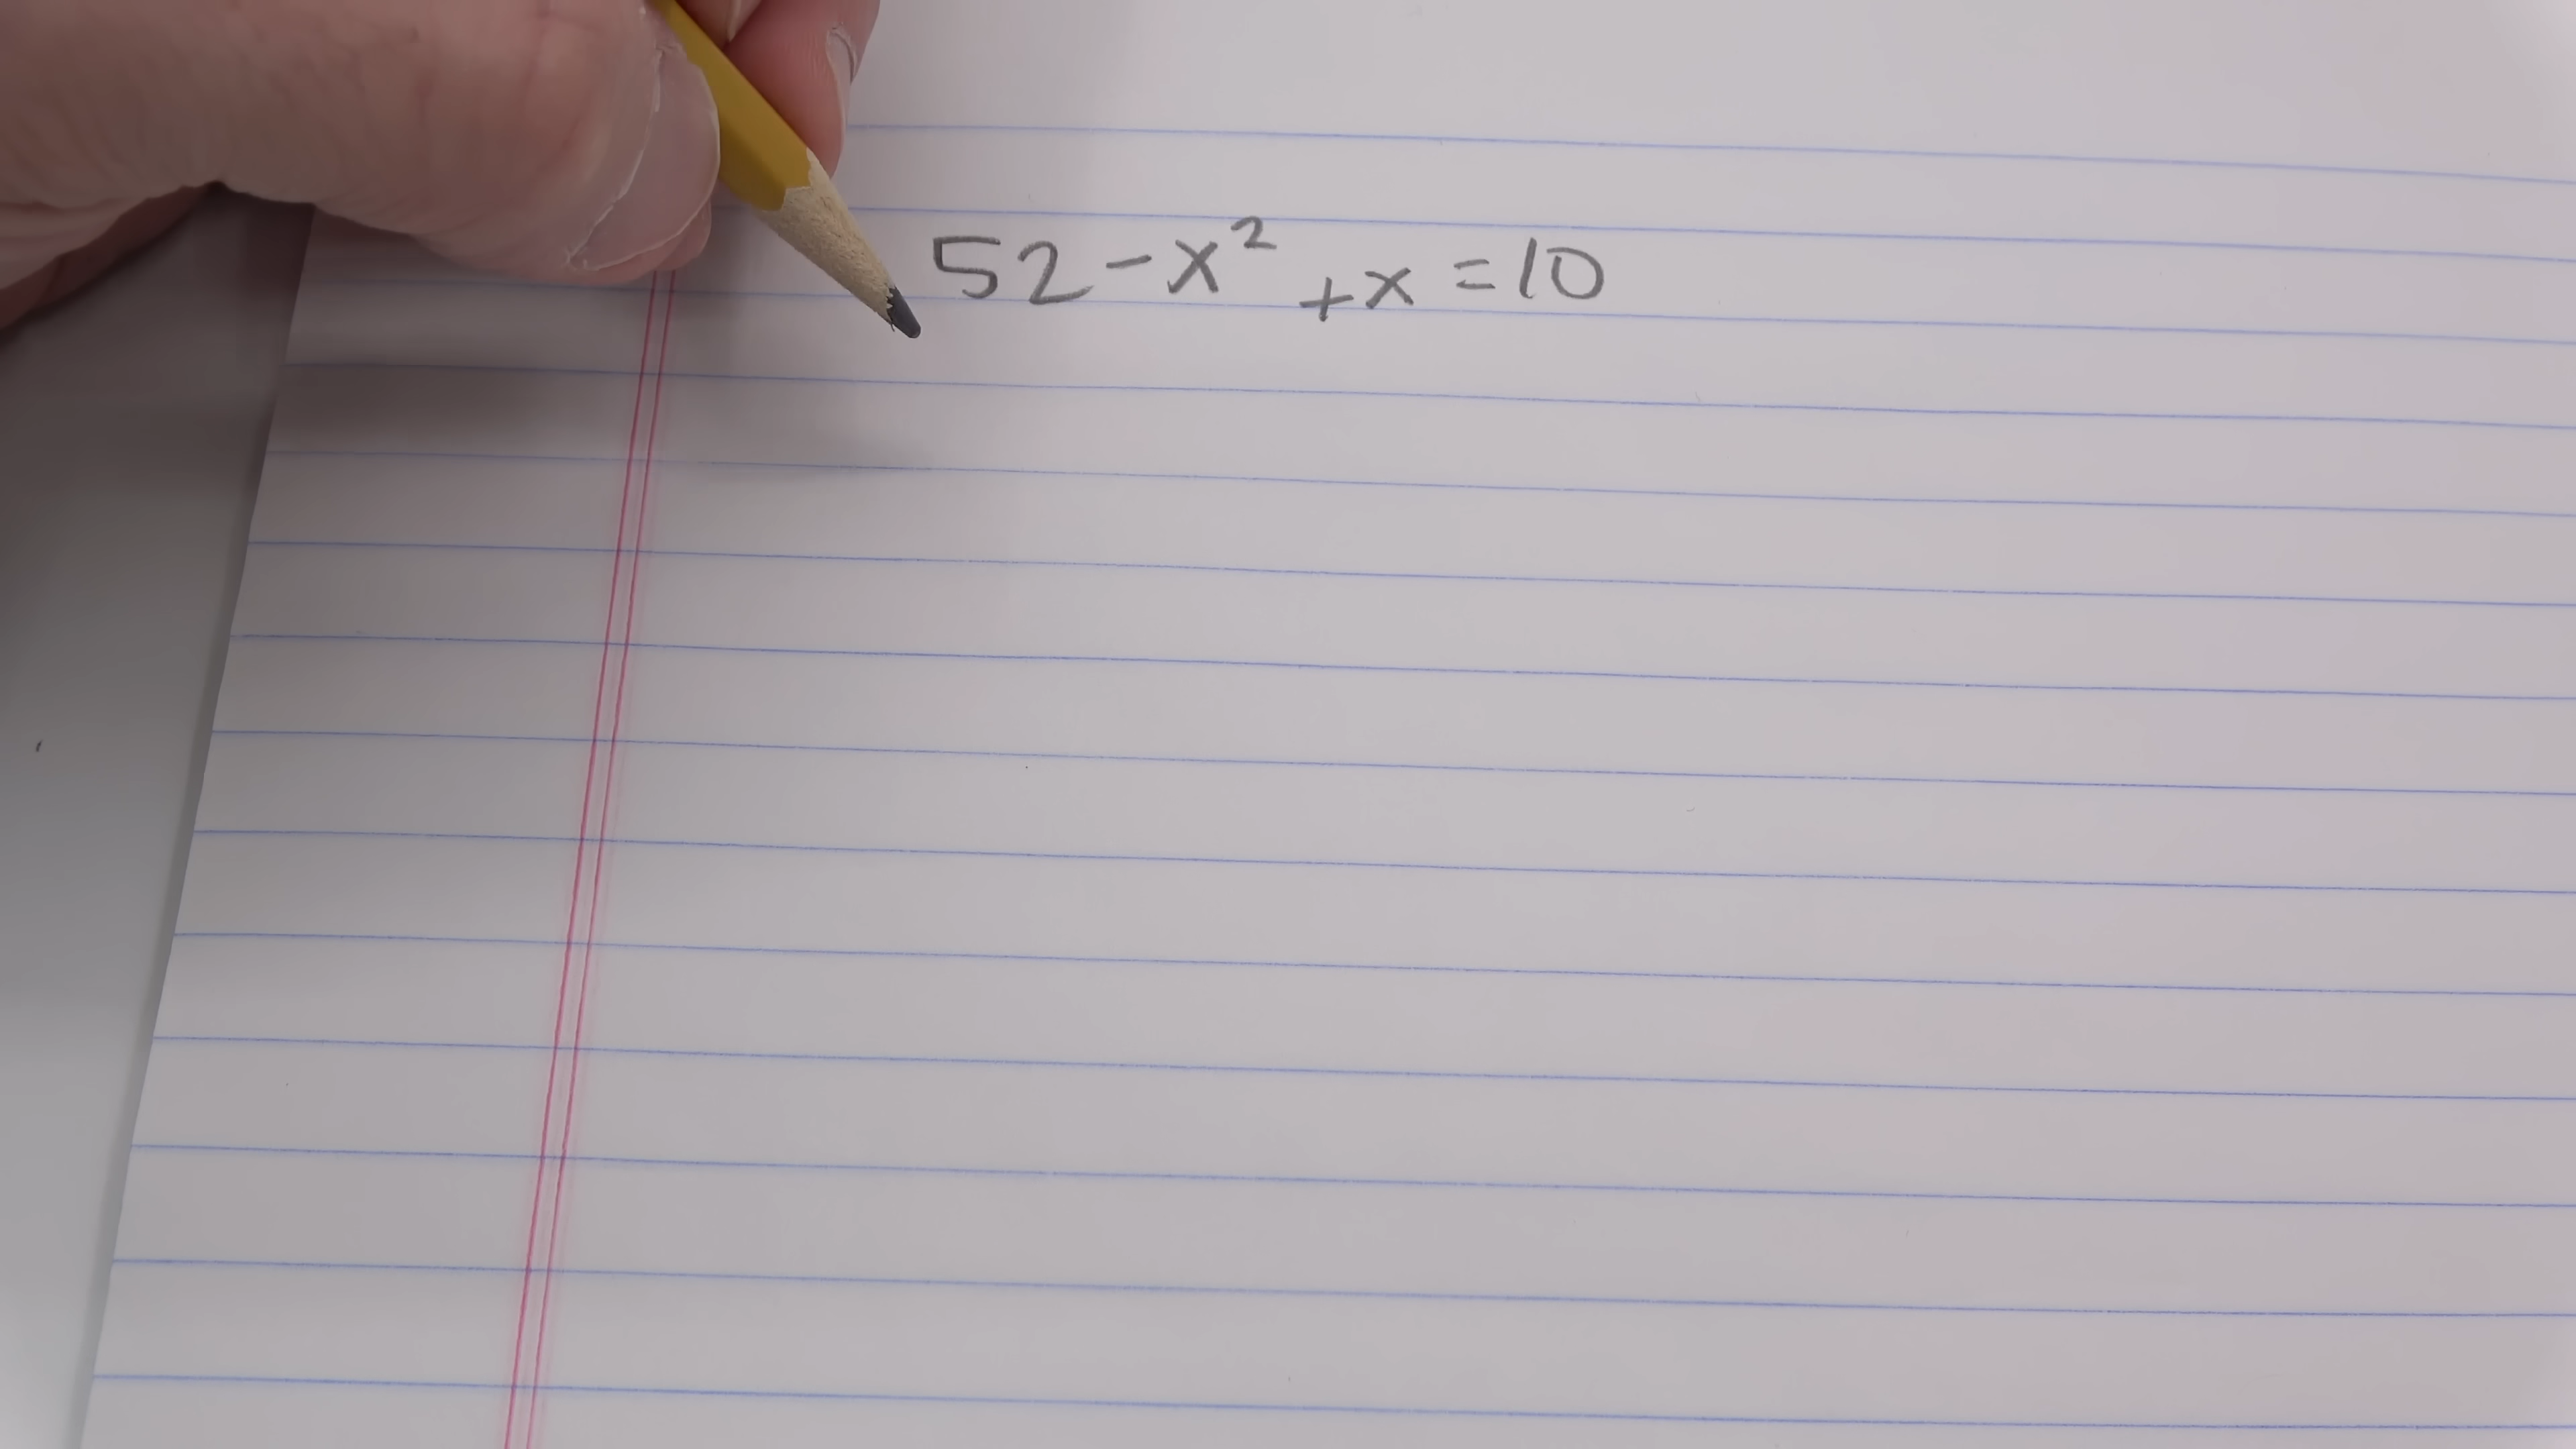 52 - x² + x = 10